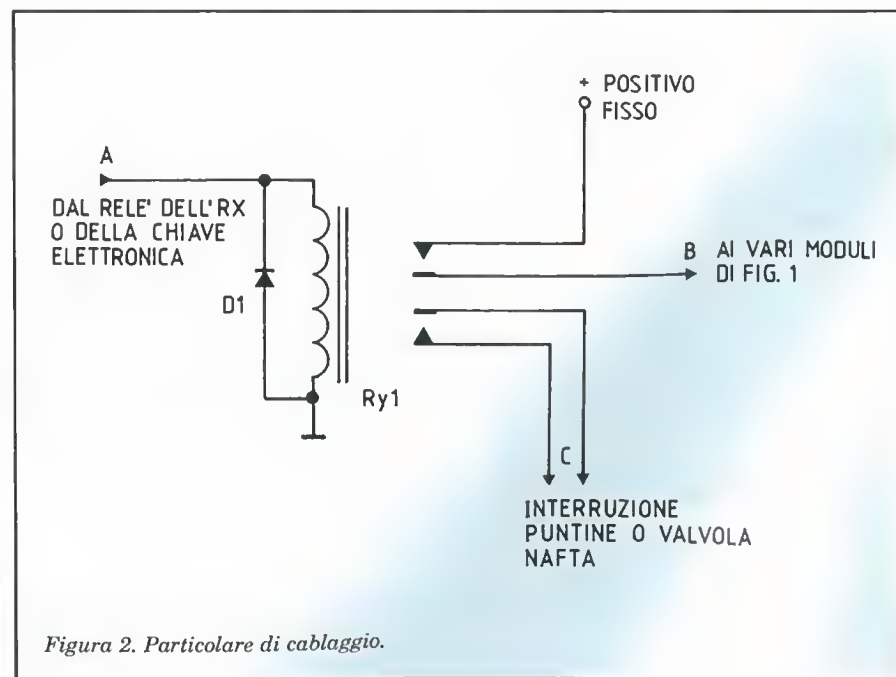 + POSITIVO
FISSO
A
DAL RELE' DELL'RX
O DELLA CHIAVE
ELETTRONICA
D1
Ry1
B AI VARI MODULI
DI FIG. 1
C
INTERRUZIONE
PUNTINE O VALVOLA
NAFTA
Figura 2. Particolare di cablaggio.